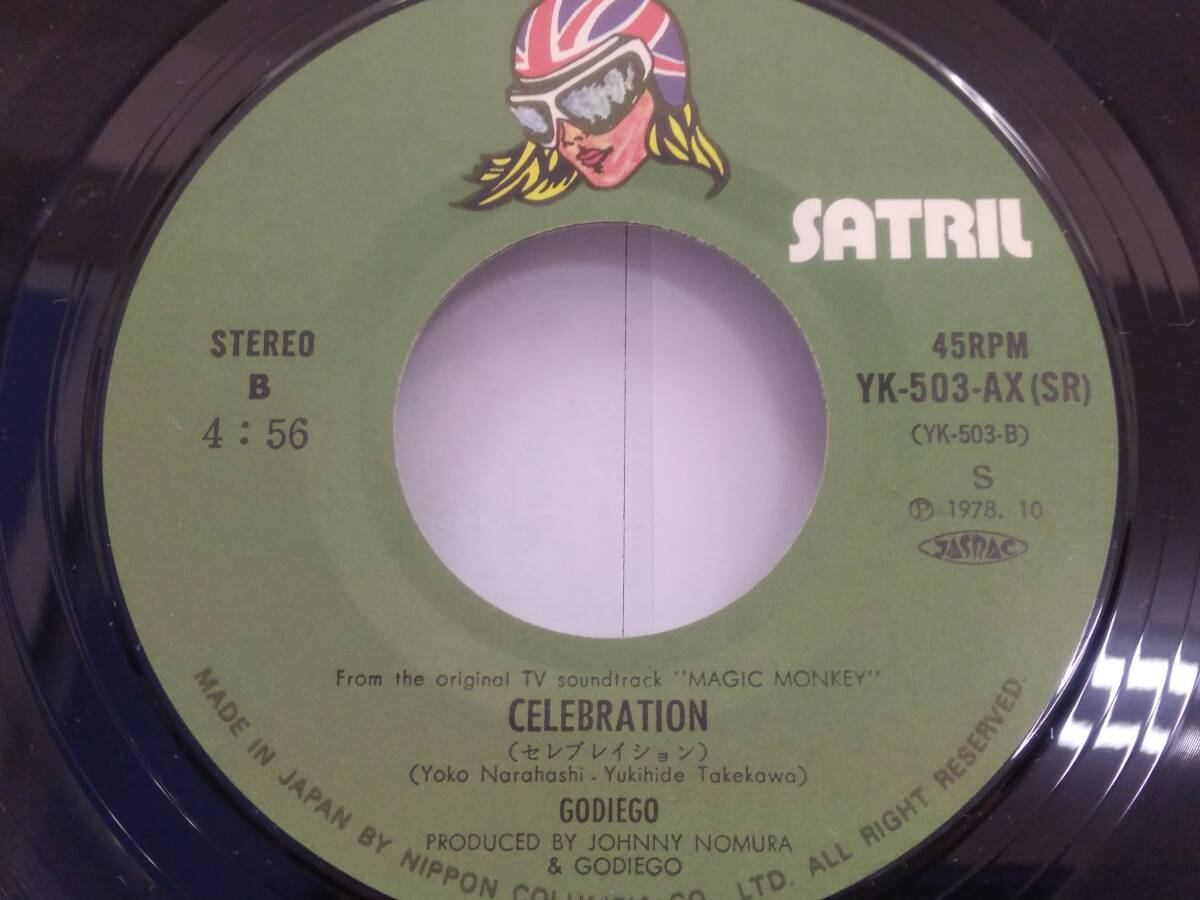 SATRIL
STEREO
B
4:56
45RPM
YK-503-AX(SR)
(YK-503-B)
S
Ⓟ 1978. 10
JASRAC
From the original TV soundtrack "MAGIC MONKEY"
CELEBRATION
(セレブレイション)
(Yoko Narahashi - Yukihide Takekawa)
GODIEGO
PRODUCED BY JOHNNY NOMURA
& GODIEGO
MADE IN JAPAN BY NIPPON COLUMBIA CO., LTD. ALL RIGHT RESERVED.